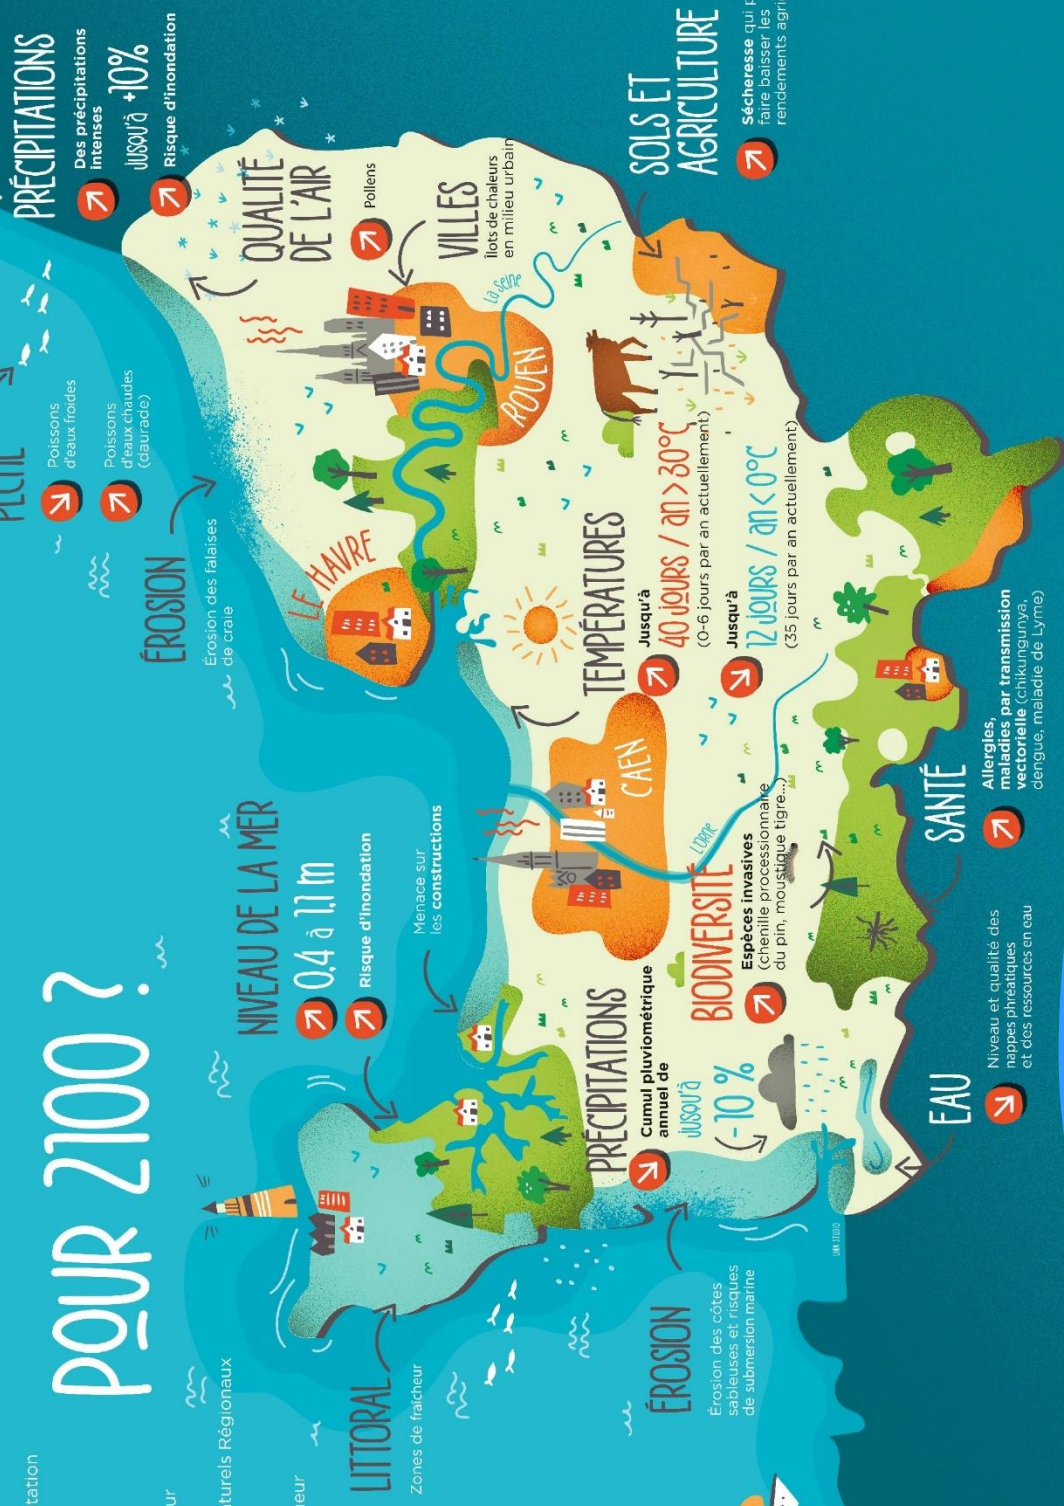 POUR 2100 ?
tation
ur
turels Régionaux
eur
PRÉCIPITATIONS
Des précipitations
intenses
JUSQU'À +10%
Risque d'inondation
Poissons
d'eaux froides
Poissons
d'eaux chaudes
(daurade)
ÉROSION
Érosion des falaises
de craie
QUALITÉ
DE L'AIR
Pollens
VILLES
Îlots de chaleurs
en milieu urbain
La Seine
ROUEN
LE HAVRE
NIVEAU DE LA MER
0,4 à 1,1 m
Risque d'inondation
Menace sur
les constructions
LITTORAL
Zones de fraîcheur
TEMPÉRATURES
Jusqu'à
40 JOURS / an > 30°C
(0-6 jours par an actuellement)
Jusqu'à
12 JOURS / an < 0°C
(35 jours par an actuellement)
SOLS ET
AGRICULTURE
Sécheresse qui p
faire baisser les
rendements agri
CAEN
L'ORNE
PRÉCIPITATIONS
Cumul pluviométrique
annuel de
JUSQU'À
-10 %
BIODIVERSITÉ
Espèces invasives
(chenille processionnaire
du pin, moustique tigre...)
ÉROSION
Érosion des côtes
sableuses et risques
de submersion marine
EAU
Niveau et qualité des
nappes phréatiques
et des ressources en eau
SANTÉ
Allergies,
maladies par transmission
vectorielle (chikungunya,
dengue, maladie de Lyme)